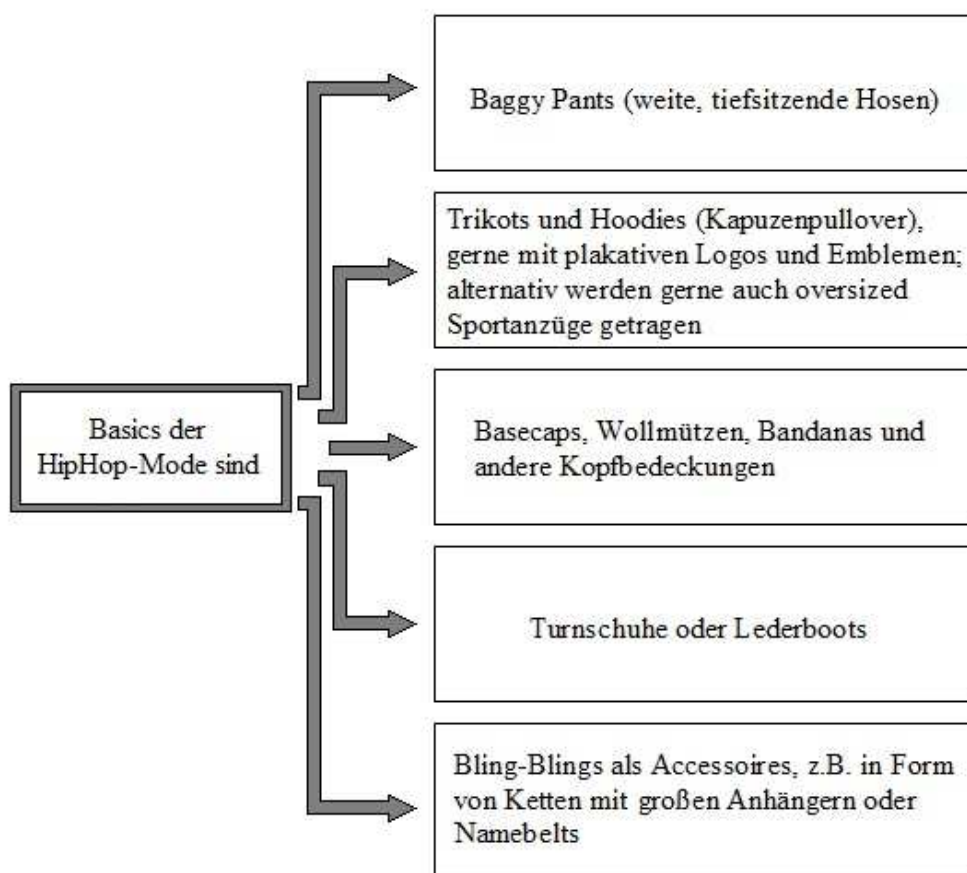 Baggy Pants (weite, tiefsitzende Hosen)
Trikots und Hoodies (Kapuzenpullover),
gerne mit plakativen Logos und Emblemen;
alternativ werden gerne auch oversized
Sportanzüge getragen
Basics der
HipHop-Mode sind
Basecaps, Wollmützen, Bandanas und
andere Kopfbedeckungen
Turnschuhe oder Lederboots
Bling-Blings als Accessoires, z.B. in Form
von Ketten mit großen Anhängern oder
Namebelts